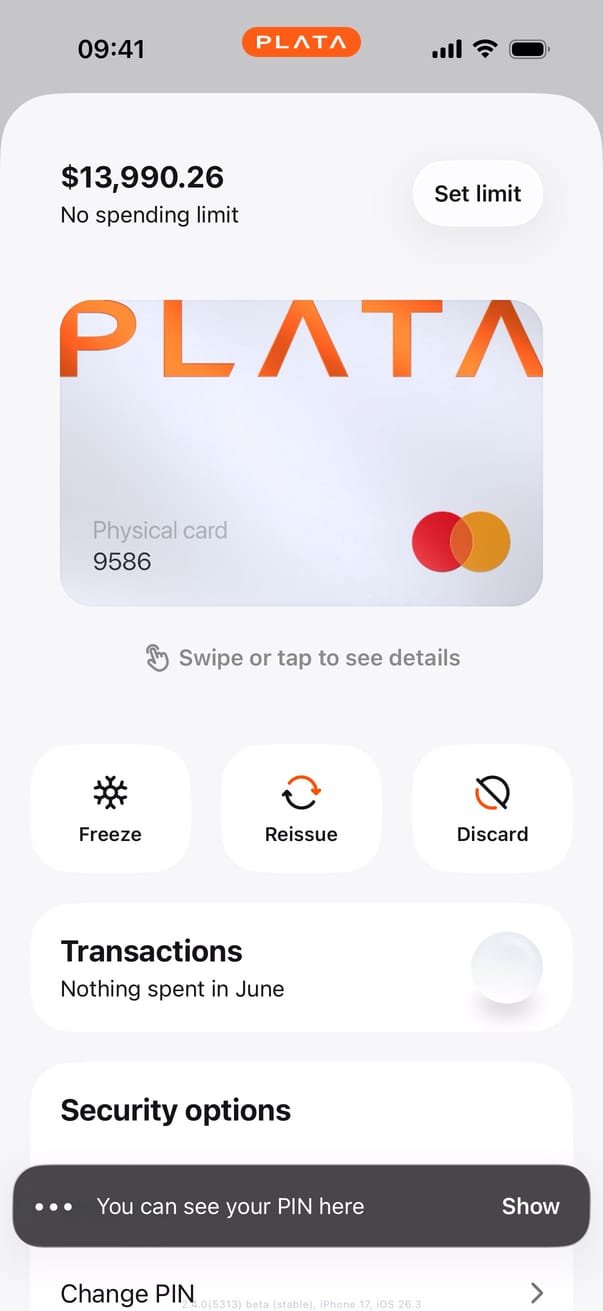 09:41
PLATA
$13,990.26
No spending limit
Set limit
PLATA
Physical card
9586
Swipe or tap to see details
Freeze
Reissue
Discard
Transactions
Nothing spent in June
Security options
You can see your PIN here
Show
Change PIN
2.4.0(5313) beta (stable), iPhone 17, iOS 26.3